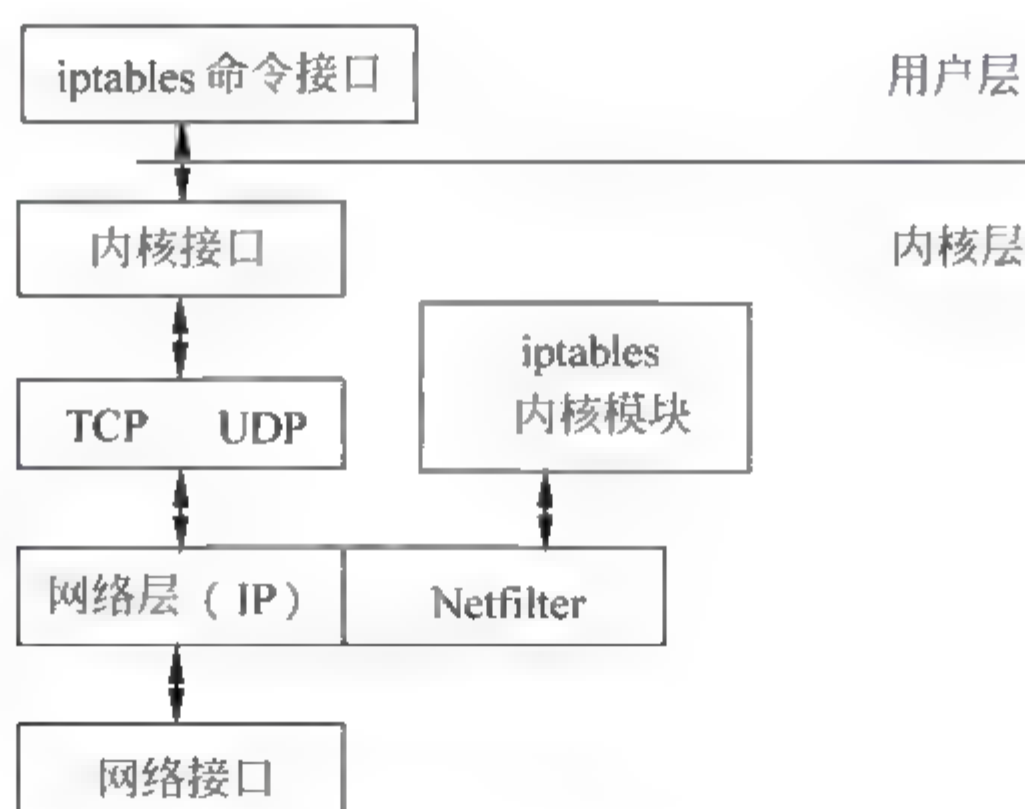 iptables 命令接口
用户层
内核接口
内核层
iptables
内核模块
TCP UDP
网络层 ( IP )
Netfilter
网络接口